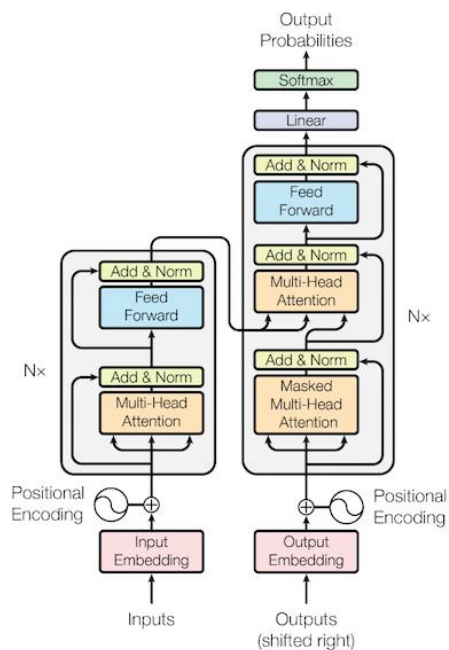 Output
Probabilities
Softmax
Linear
Add & Norm
Feed
Forward
Add & Norm
Multi-Head
Attention
Add & Norm
Masked
Multi-Head
Attention
N×
Positional
Encoding
Output
Embedding
Outputs
(shifted right)
Add & Norm
Feed
Forward
Add & Norm
Multi-Head
Attention
N×
Positional
Encoding
Input
Embedding
Inputs